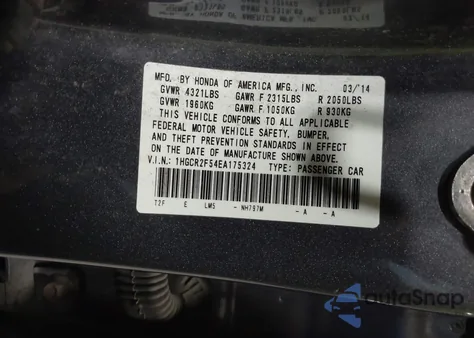 MFD. BY HONDA OF AMERICA MFG., INC. 03/'14
GVWR 4321LBS GAWR F 2315LBS R 2050LBS
GVWR 1960KG GAWR F 1050KG R 930KG
THIS VEHICLE CONFORMS TO ALL APPLICABLE
FEDERAL MOTOR VEHICLE SAFETY, BUMPER,
AND THEFT PREVENTION STANDARDS IN EFFECT
ON THE DATE OF MANUFACTURE SHOWN ABOVE.
V.I.N.: 1HGCR2F54EA175324 TYPE: PASSENGER CAR
T2F E LM5 - NH797M - A - A
autoSnap